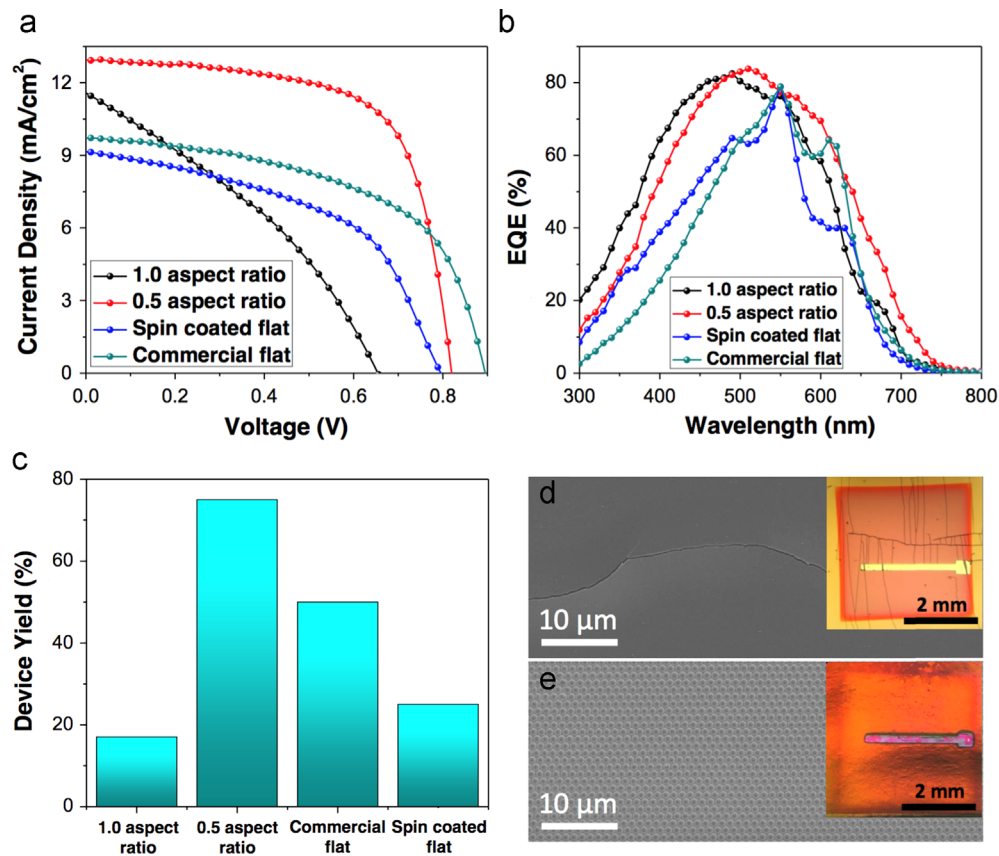 a
Current Density (mA/cm²)
12
9
6
3
0
1.0 aspect ratio
0.5 aspect ratio
Spin coated flat
Commercial flat
0.0
0.2
0.4
0.6
0.8
Voltage (V)
b
EQE (%)
80
60
40
20
0
1.0 aspect ratio
0.5 aspect ratio
Spin coated flat
Commercial flat
300
400
500
600
700
800
Wavelength (nm)
c
Device Yield (%)
80
60
40
20
0
1.0 aspect
ratio
0.5 aspect
ratio
Commercial
flat
Spin coated
flat
d
10 μm
2 mm
e
10 μm
2 mm